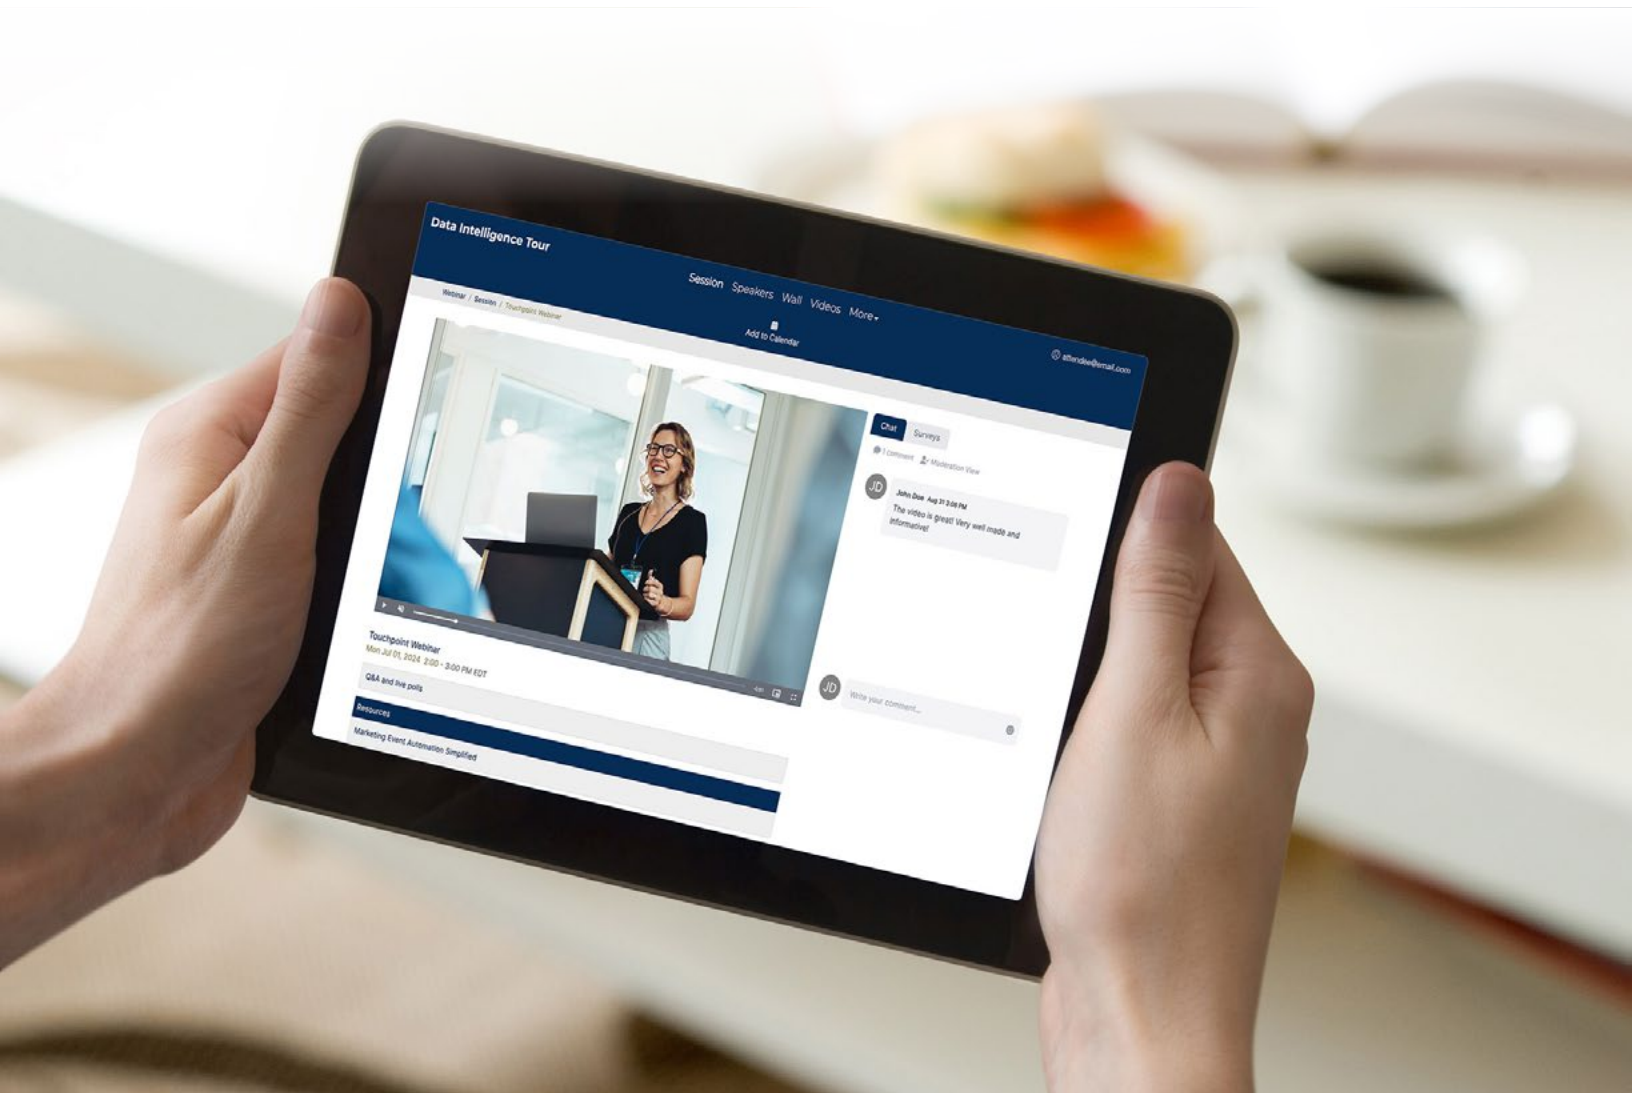 Data Intelligence Tour
Session Speakers Wall Videos More
Add to Calendar
attendee@email.com
Webinar / Session / Touchpoint Webinar
Chat Surveys
1 comment Moderation View
JD
John Doe Aug 31 3:08 PM
The video is great! Very well made and
informative!
Touchpoint Webinar
Mon Jul 01, 2024 2:00 - 3:00 PM EDT
Q&A and live polls
Resources
Marketing Event Automation Simplified
JD
Write your comment...